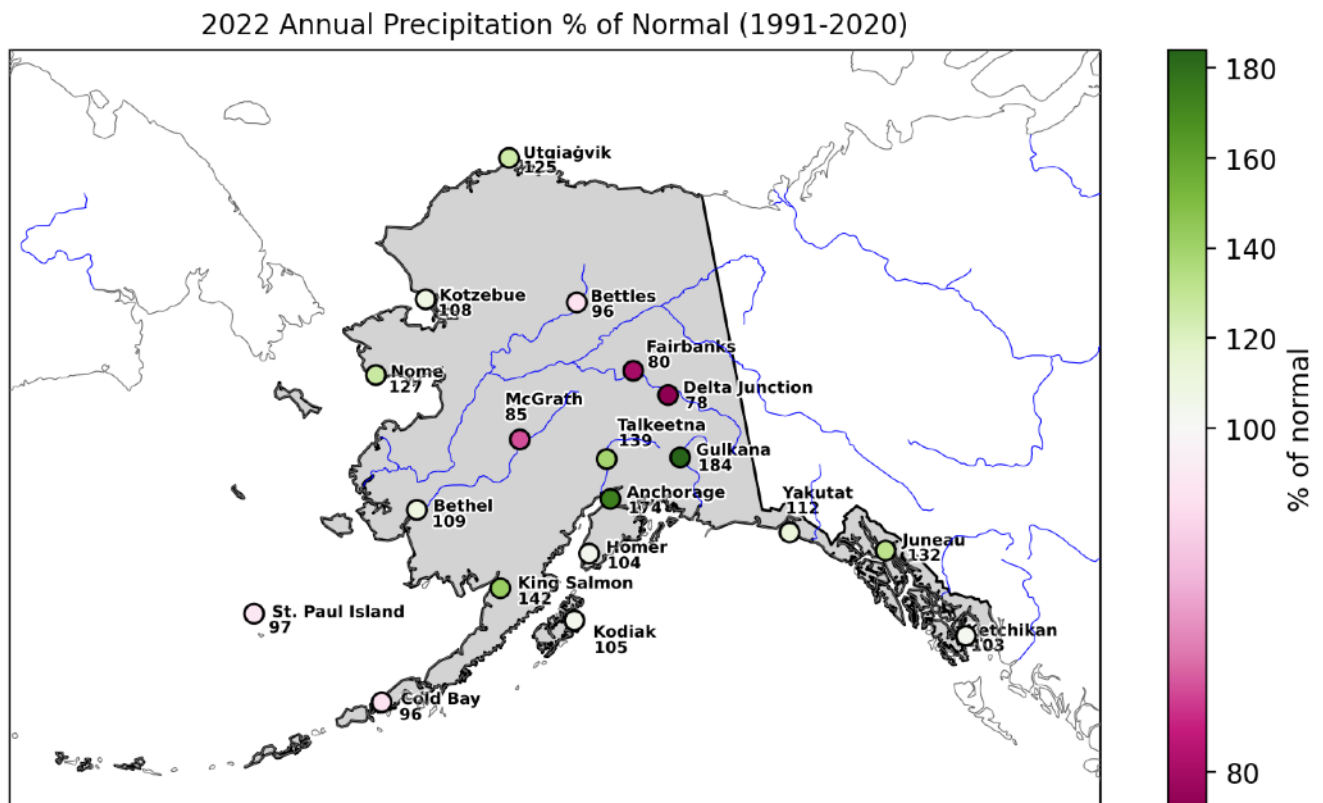 2022 Annual Precipitation % of Normal (1991-2020)
Utqiaġvik
125
Kotzebue
108
Bettles
96
Nome
127
Fairbanks
80
Delta Junction
78
McGrath
85
Talkeetna
139
Gulkana
184
Anchorage
174
Bethel
109
Yakutat
112
Homer
104
Juneau
132
King Salmon
142
St. Paul Island
97
Kodiak
105
Ketchikan
103
Cold Bay
96
180
160
140
120
100
80
% of normal